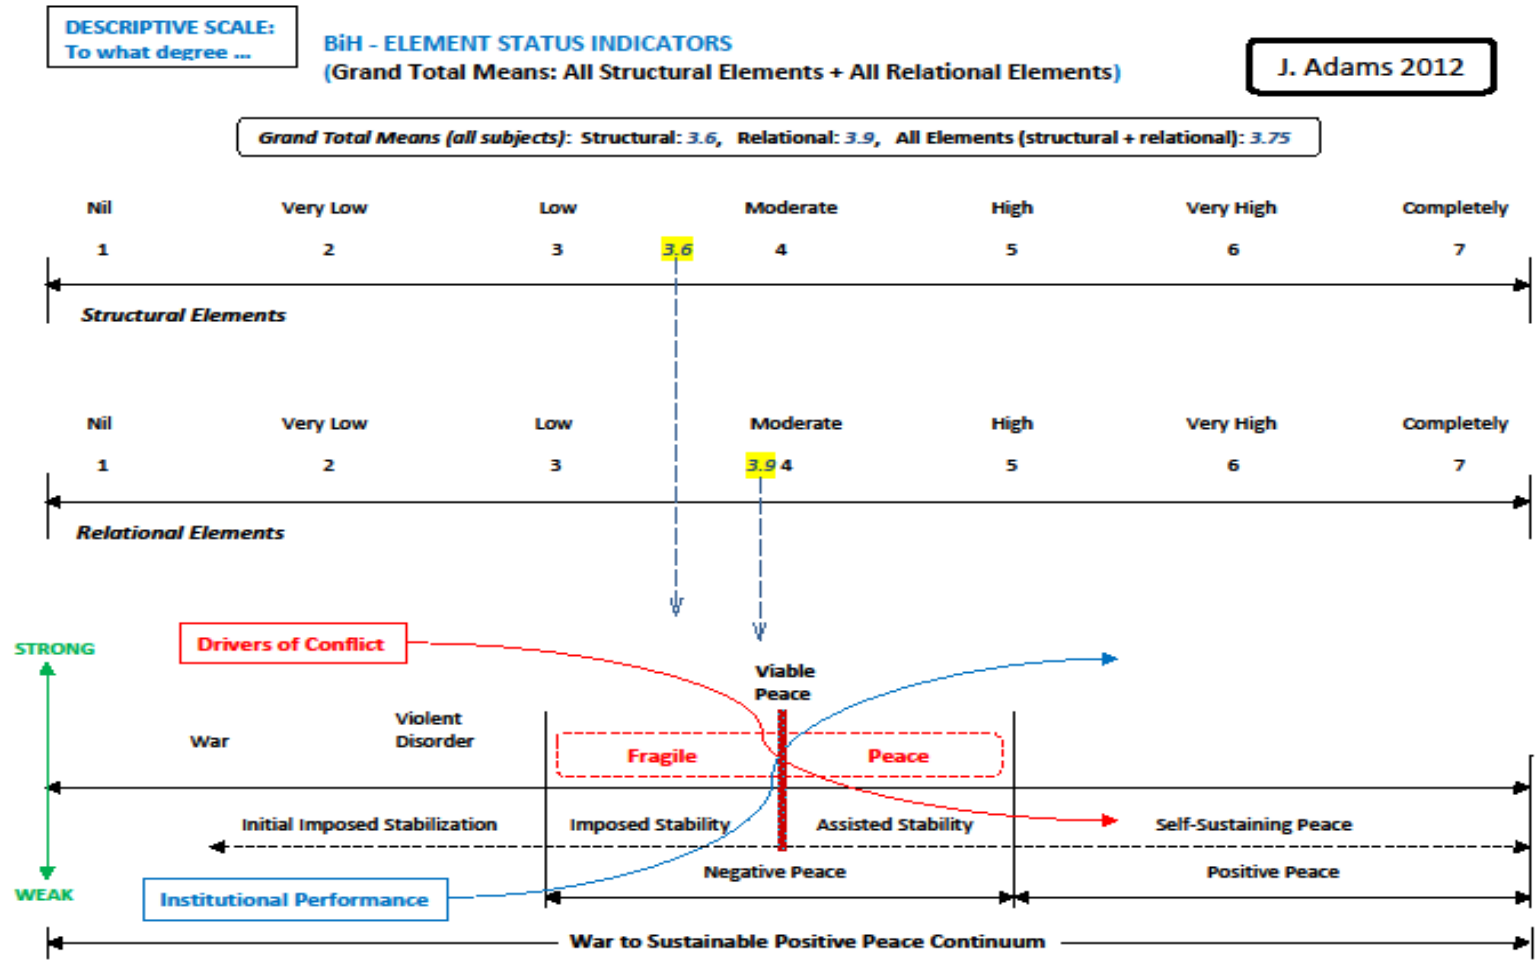 DESCRIPTIVE SCALE:
To what degree ...
BiH - ELEMENT STATUS INDICATORS
(Grand Total Means: All Structural Elements + All Relational Elements)
J. Adams 2012
Grand Total Means (all subjects): Structural: 3.6, Relational: 3.9, All Elements (structural + relational): 3.75
Nil Very Low Low Moderate High Very High Completely
1 2 3 3.6 4 5 6 7
Structural Elements
Nil Very Low Low Moderate High Very High Completely
1 2 3 3.9 4 5 6 7
Relational Elements
STRONG
Drivers of Conflict
Viable
Peace
War
Violent
Disorder
Fragile Peace
Initial Imposed Stabilization Imposed Stability Assisted Stability Self-Sustaining Peace
Negative Peace Positive Peace
WEAK
Institutional Performance
War to Sustainable Positive Peace Continuum